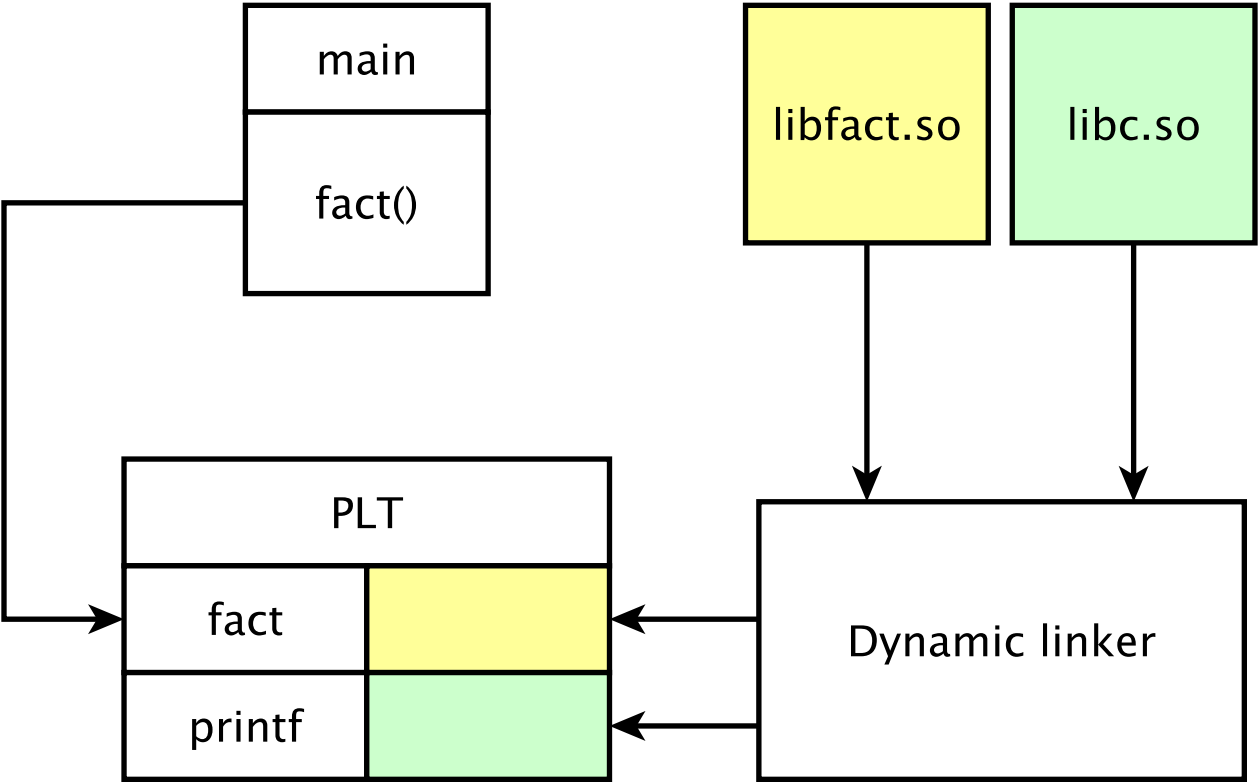 main
fact()
libfact.so
libc.so
PLT
fact
printf
Dynamic linker